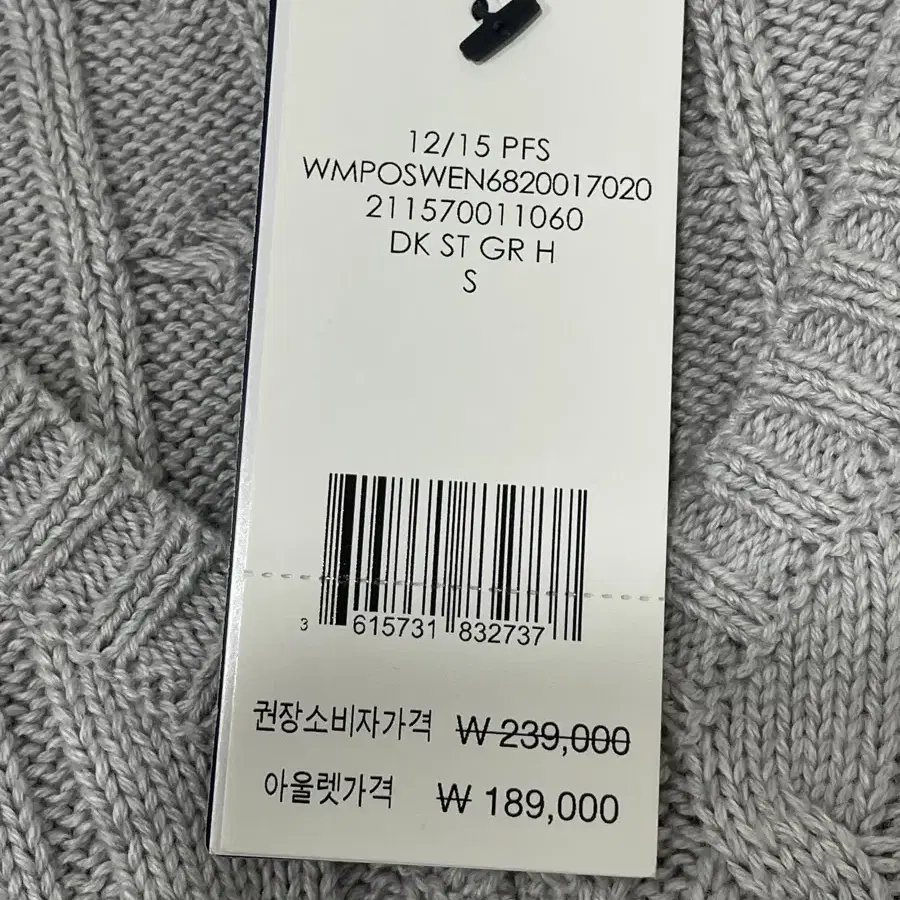 12/15 PFS
WMPOSWEN6820017020
211570011060
DK ST GR H
S
3 615731 832737
권장소비자가격 ₩ 239,000
아울렛가격 ₩ 189,000